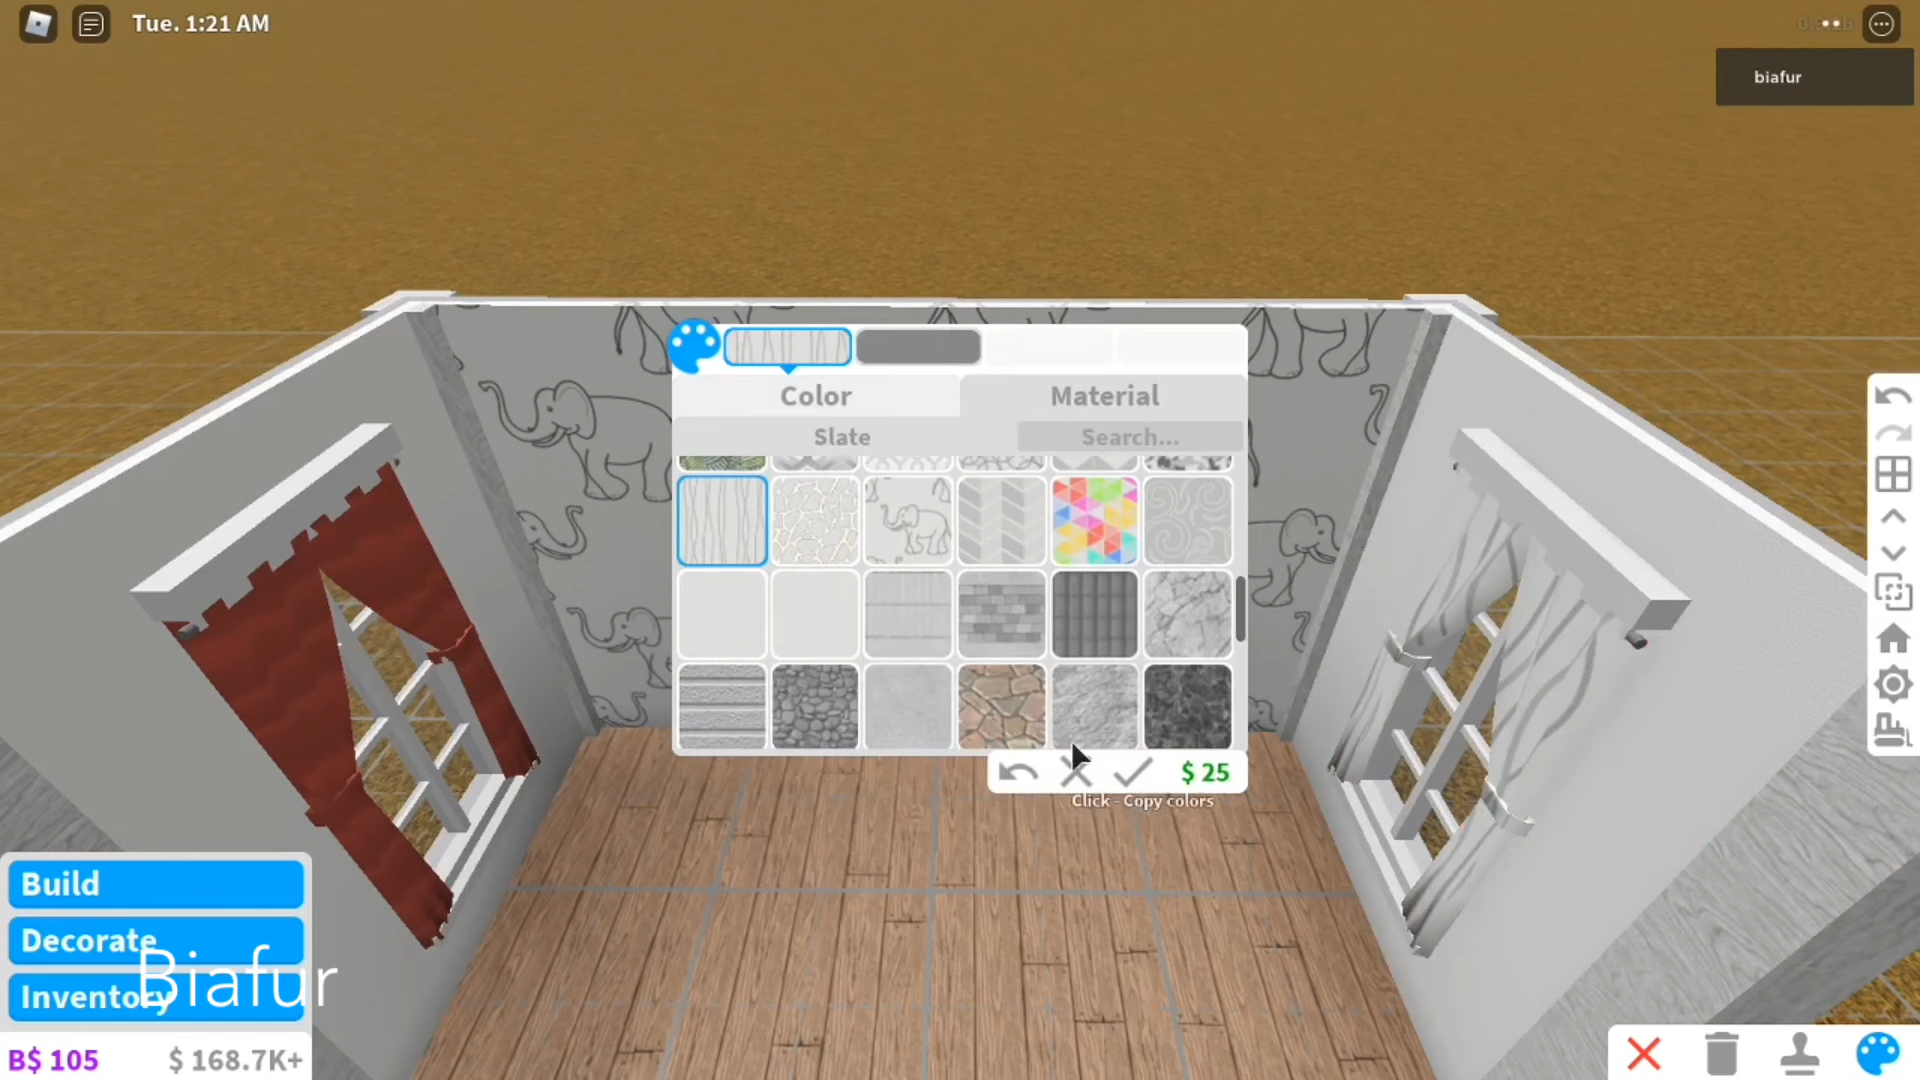 Tue. 1:21 AM
biafur
Color
Material
Slate
Search...
$ 25
Click - Copy colors
Build
Decorate
Inventory
Biafur
B$ 105
$ 168.7K+